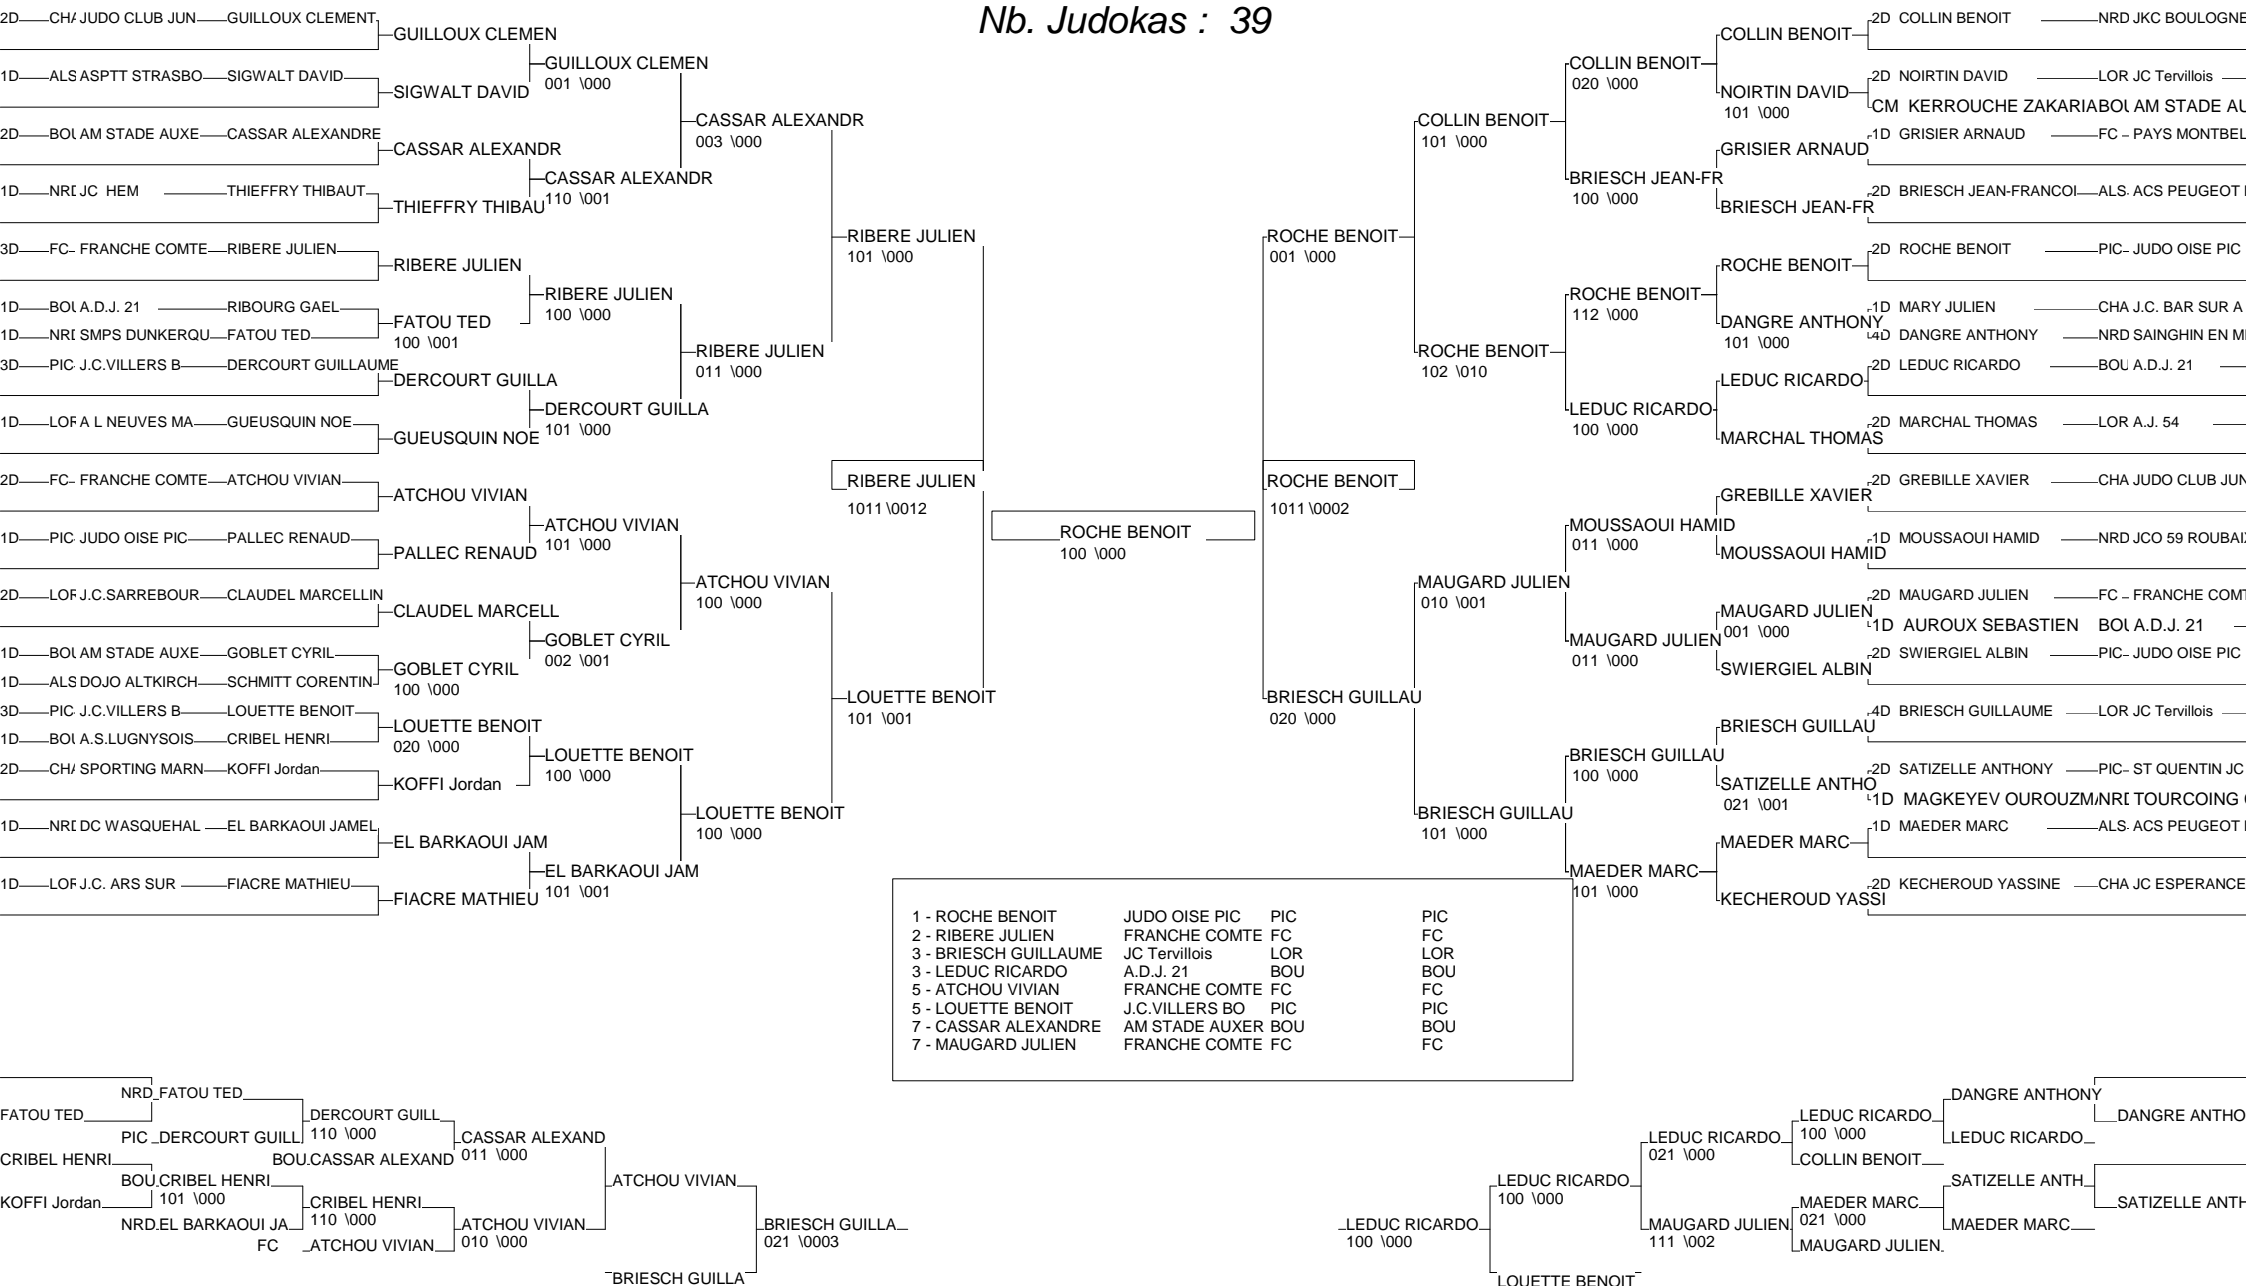 Nb. Judokas : 39
2D CHA JUDO CLUB JUN GUILLOUX CLEMENT
GUILLOUX CLEMEN
GUILLOUX CLEMEN
001 \000
1D ALS ASPTT STRASBO SIGWALT DAVID
SIGWALT DAVID
CASSAR ALEXANDR
003 \000
2D BOU AM STADE AUXE CASSAR ALEXANDRE
CASSAR ALEXANDR
CASSAR ALEXANDR
110 \001
1D NRD JC HEM THIEFFRY THIBAUT
THIEFFRY THIBAU
RIBERE JULIEN
101 \000
3D FC- FRANCHE COMTE RIBERE JULIEN
RIBERE JULIEN
RIBERE JULIEN
100 \000
1D BOU A.D.J. 21 RIBOURG GAEL
FATOU TED
100 \001
1D NRD SMPS DUNKERQU FATOU TED
RIBERE JULIEN
011 \000
3D PIC- J.C.VILLERS B DERCOURT GUILLAUME
DERCOURT GUILLA
DERCOURT GUILLA
101 \000
1D LOR A L NEUVES MA GUEUSQUIN NOE
GUEUSQUIN NOE
RIBERE JULIEN
1011 \0012
2D FC- FRANCHE COMTE ATCHOU VIVIAN
ATCHOU VIVIAN
ATCHOU VIVIAN
101 \000
1D PIC- JUDO OISE PIC PALLEC RENAUD
PALLEC RENAUD
ATCHOU VIVIAN
100 \000
2D LOR J.C.SARREBOUR CLAUDEL MARCELLIN
CLAUDEL MARCELL
GOBLET CYRIL
002 \001
1D BOU AM STADE AUXE GOBLET CYRIL
GOBLET CYRIL
100 \000
1D ALS DOJO ALTKIRCH SCHMITT CORENTIN
LOUETTE BENOIT
101 \001
3D PIC- J.C.VILLERS B LOUETTE BENOIT
LOUETTE BENOIT
020 \000
1D BOU A.S.LUGNYSOIS CRIBEL HENRI
LOUETTE BENOIT
100 \000
2D CHA SPORTING MARN KOFFI Jordan
KOFFI Jordan
LOUETTE BENOIT
100 \000
1D NRD DC WASQUEHAL EL BARKAOUI JAMEL
EL BARKAOUI JAM
EL BARKAOUI JAM
101 \001
1D LOR J.C. ARS SUR FIACRE MATHIEU
FIACRE MATHIEU
ROCHE BENOIT
100 \000
2D COLLIN BENOIT NRD JKC BOULOGNE
COLLIN BENOIT
COLLIN BENOIT
020 \000
2D NOIRTIN DAVID LOR JC Tervillois
NOIRTIN DAVID
101 \000
CM KERROUCHE ZAKARIA BOU AM STADE AU
COLLIN BENOIT
101 \000
1D GRISIER ARNAUD FC - PAYS MONTBEL
GRISIER ARNAUD
BRIESCH JEAN-FR
100 \000
2D BRIESCH JEAN-FRANCOI ALS- ACS PEUGEOT
BRIESCH JEAN-FR
ROCHE BENOIT
001 \000
2D ROCHE BENOIT PIC- JUDO OISE PIC
ROCHE BENOIT
ROCHE BENOIT
112 \000
1D MARY JULIEN CHA J.C. BAR SUR A
DANGRE ANTHONY
101 \000
4D DANGRE ANTHONY NRD SAINGHIN EN M
ROCHE BENOIT
102 \010
2D LEDUC RICARDO BOU A.D.J. 21
LEDUC RICARDO
LEDUC RICARDO
100 \000
2D MARCHAL THOMAS LOR A.J. 54
MARCHAL THOMAS
ROCHE BENOIT
1011 \0002
2D GREBILLE XAVIER CHA JUDO CLUB JUN
GREBILLE XAVIER
MOUSSAOUI HAMID
011 \000
1D MOUSSAOUI HAMID NRD JCO 59 ROUBAIX
MOUSSAOUI HAMID
MAUGARD JULIEN
010 \001
2D MAUGARD JULIEN FC - FRANCHE COMT
MAUGARD JULIEN
001 \000
1D AUROUX SEBASTIEN BOU A.D.J. 21
MAUGARD JULIEN
011 \000
2D SWIERGIEL ALBIN PIC- JUDO OISE PIC
SWIERGIEL ALBIN
BRIESCH GUILLAU
020 \000
4D BRIESCH GUILLAUME LOR JC Tervillois
BRIESCH GUILLAU
BRIESCH GUILLAU
100 \000
2D SATIZELLE ANTHONY PIC- ST QUENTIN JC
SATIZELLE ANTHO
021 \001
1D MAGKEYEV OUROUZMA NRD TOURCOING
BRIESCH GUILLAU
101 \000
1D MAEDER MARC ALS- ACS PEUGEOT
MAEDER MARC
MAEDER MARC
101 \000
2D KECHEROUD YASSINE CHA JC ESPERANCE
KECHEROUD YASSI
1 - ROCHE BENOIT JUDO OISE PIC PIC PIC
2 - RIBERE JULIEN FRANCHE COMTE FC FC
3 - BRIESCH GUILLAUME JC Tervillois LOR LOR
3 - LEDUC RICARDO A.D.J. 21 BOU BOU
5 - ATCHOU VIVIAN FRANCHE COMTE FC FC
5 - LOUETTE BENOIT J.C.VILLERS BO PIC PIC
7 - CASSAR ALEXANDRE AM STADE AUXER BOU BOU
7 - MAUGARD JULIEN FRANCHE COMTE FC FC
NRD FATOU TED
FATOU TED
DERCOURT GUILL
110 \000
PIC DERCOURT GUILL
CASSAR ALEXAND
011 \000
CRIBEL HENRI
BOU CASSAR ALEXAND
BOU CRIBEL HENRI
101 \000
ATCHOU VIVIAN
KOFFI Jordan
CRIBEL HENRI
110 \000
NRD EL BARKAOUI JA
ATCHOU VIVIAN
010 \000
FC ATCHOU VIVIAN
BRIESCH GUILLA
021 \0003
BRIESCH GUILLA
DANGRE ANTHONY
LEDUC RICARDO
100 \000
DANGRE ANTHO
LEDUC RICARDO
021 \000
LEDUC RICARDO
COLLIN BENOIT
LEDUC RICARDO
100 \000
SATIZELLE ANTH
MAEDER MARC
021 \000
SATIZELLE ANTH
LEDUC RICARDO
100 \000
MAUGARD JULIEN
111 \002
MAEDER MARC
MAUGARD JULIEN
LOUETTE BENOIT